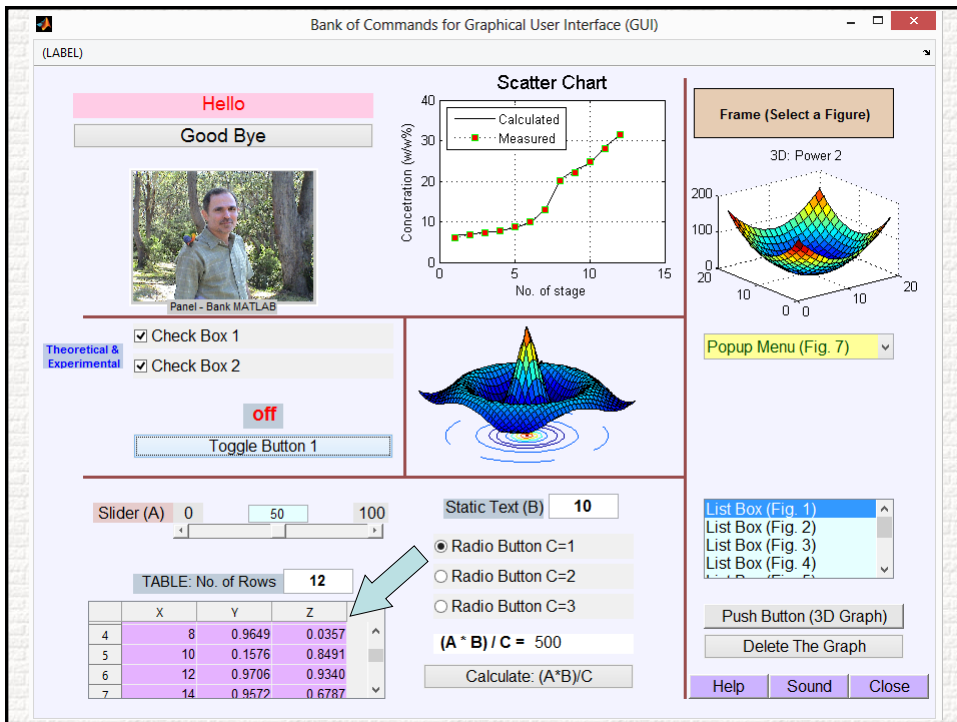 Bank of Commands for Graphical User Interface (GUI)
(LABEL)
Hello
Good Bye
Panel - Bank MATLAB
Scatter Chart
Calculated
Measured
Concetration (w/w%)
40
30
20
10
0
0 5 10 15
No. of stage
Frame (Select a Figure)
3D: Power 2
200
100
0
20
10
0 0
10
20
Popup Menu (Fig. 7)
Theoretical &
Experimental
Check Box 1
Check Box 2
off
Toggle Button 1
Slider (A) 0 50 100
TABLE: No. of Rows 12
X Y Z
4 8 0.9649 0.0357
5 10 0.1576 0.8491
6 12 0.9706 0.9340
7 14 0.9572 0.6787
Static Text (B) 10
Radio Button C=1
Radio Button C=2
Radio Button C=3
(A * B) / C = 500
Calculate: (A*B)/C
List Box (Fig. 1)
List Box (Fig. 2)
List Box (Fig. 3)
List Box (Fig. 4)
List Box (Fig. 5)
Push Button (3D Graph)
Delete The Graph
Help Sound Close